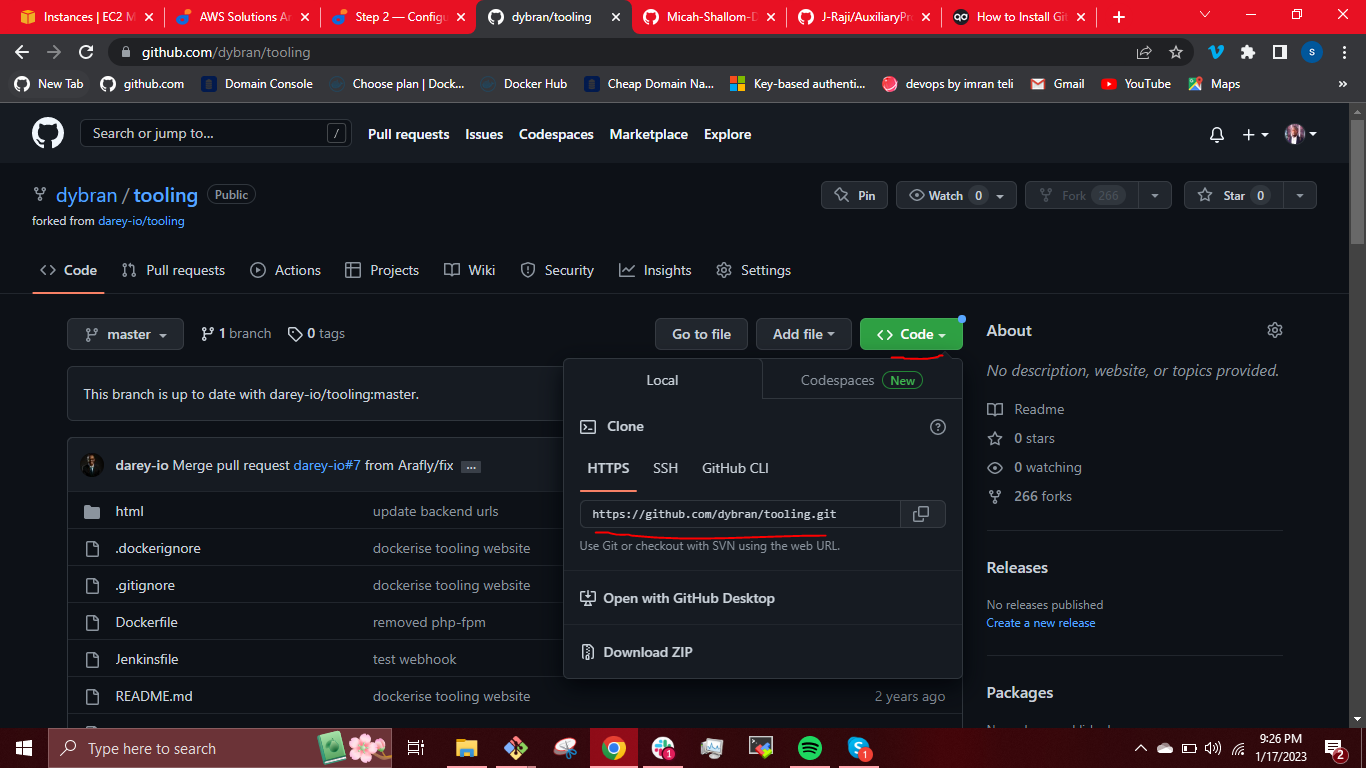 Instances | EC2 M
AWS Solutions Ar
Step 2 — Configu
dybran/tooling
Micah-Shallom-D
J-Raji/AuxiliaryPro
How to Install Git
github.com/dybran/tooling
S
New Tab
github.com
Domain Console
Choose plan | Dock...
Docker Hub
Cheap Domain Na...
Key-based authenti...
devops by imran teli
Gmail
YouTube
Maps
»
Search or jump to...
/
Pull requests
Issues
Codespaces
Marketplace
Explore
dybran / tooling
Public
Pin
Watch 0
Fork 266
Star 0
forked from darey-io/tooling
Code
Pull requests
Actions
Projects
Wiki
Security
Insights
Settings
master
1 branch
0 tags
Go to file
Add file
Code
About
No description, website, or topics provided.
Local
Codespaces New
This branch is up to date with darey-io/tooling:master.
Readme
Clone
0 stars
darey-io Merge pull request darey-io#7 from Arafly/fix ...
HTTPS
SSH
GitHub CLI
0 watching
266 forks
html
update backend urls
https://github.com/dybran/tooling.git
Use Git or checkout with SVN using the web URL.
.dockerignore
dockerise tooling website
Releases
.gitignore
dockerise tooling website
Open with GitHub Desktop
No releases published
Create a new release
Dockerfile
removed php-fpm
Jenkinsfile
test webhook
Download ZIP
README.md
dockerise tooling website
2 years ago
Packages
Type here to search
1
1
9:26 PM
1/17/2023
2